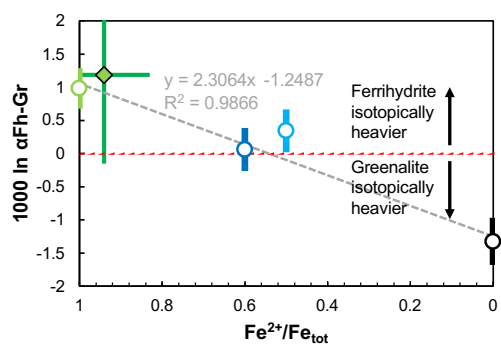 2
1.5
1
0.5
0
-0.5
-1
-1.5
-2
1000 ln αFh-Gr
y = 2.3064x -1.2487
R² = 0.9866
Ferrihydrite
isotopically
heavier
Greenalite
isotopically
heavier
1 0.8 0.6 0.4 0.2 0
Fe²⁺/Fe_tot